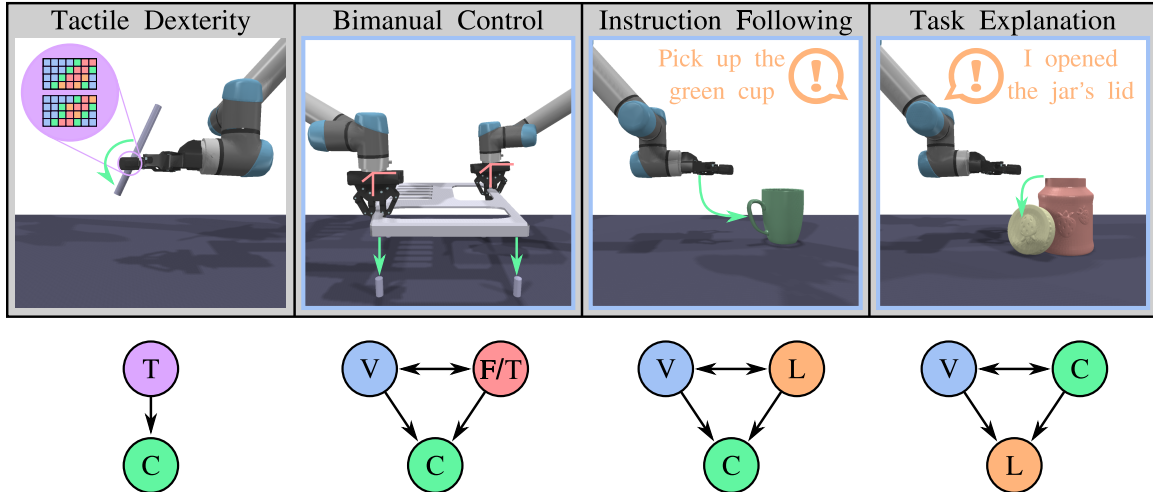 Tactile Dexterity
Bimanual Control
Instruction Following
Task Explanation
Pick up the
green cup
!
!
I opened
the jar's lid
T
C
V
F/T
C
V
L
C
V
C
L